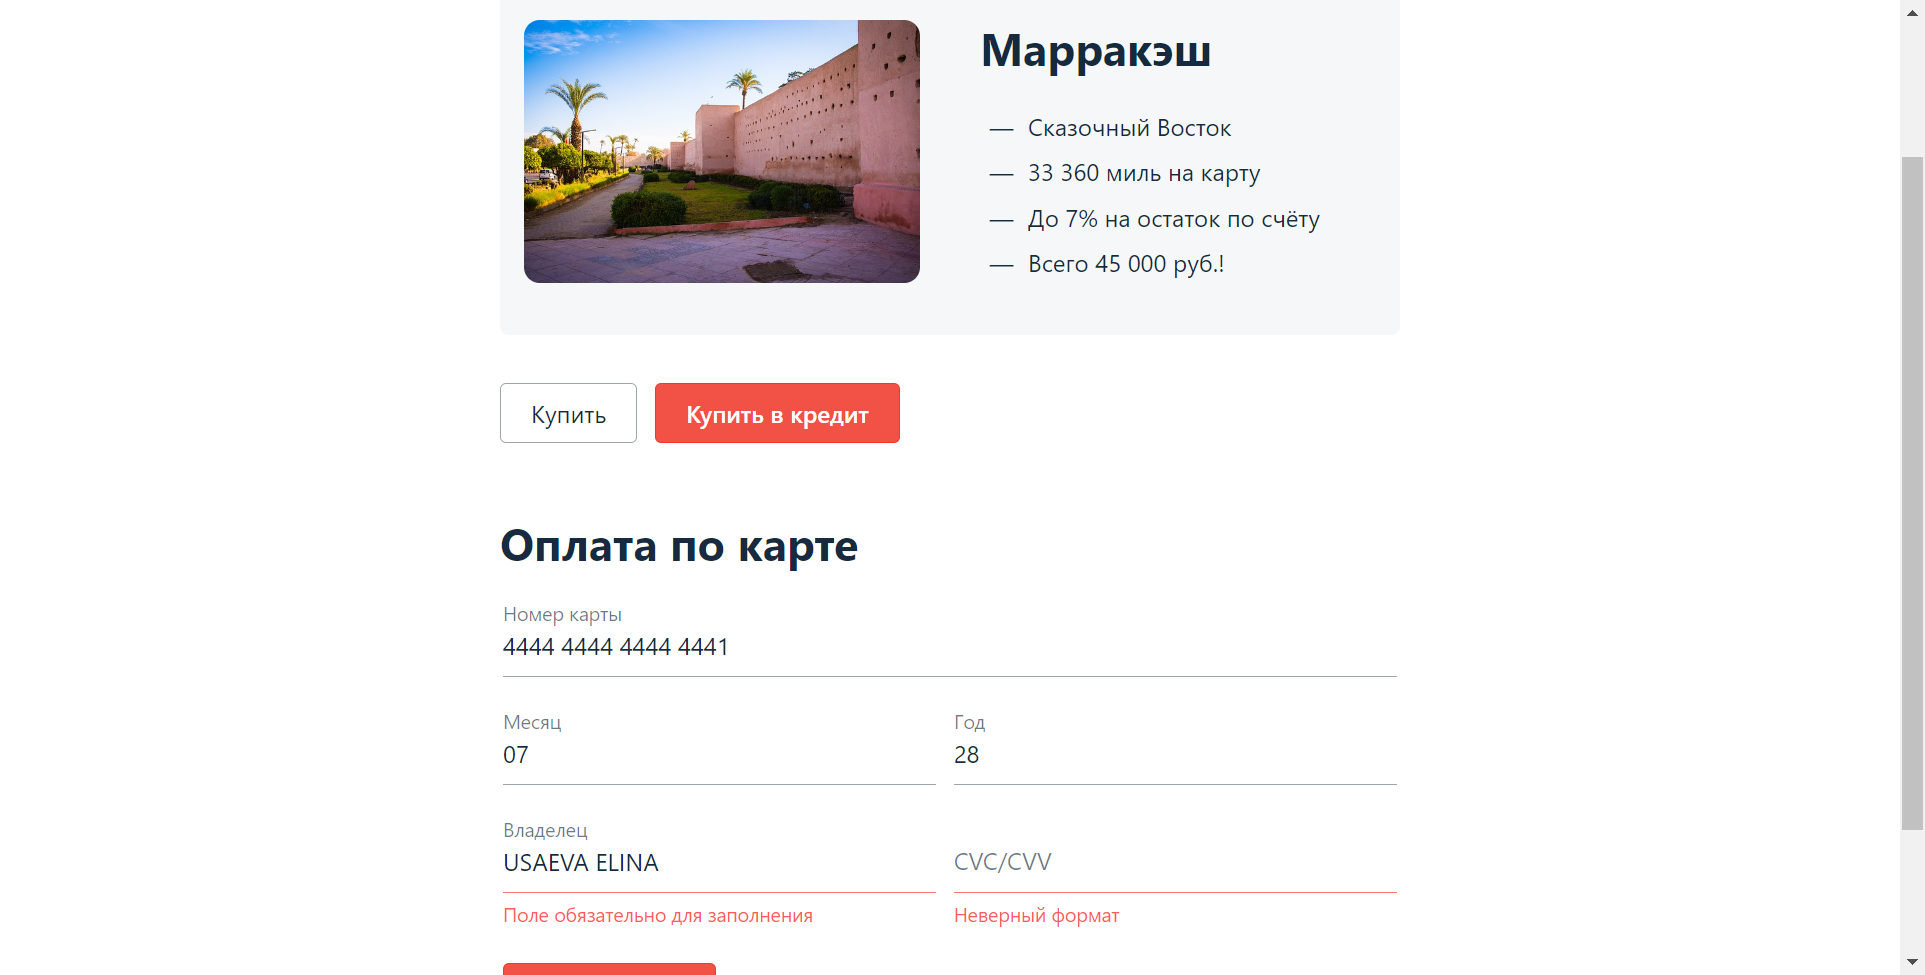 Марракэш
— Сказочный Восток
— 33 360 миль на карту
— До 7% на остаток по счёту
— Всего 45 000 руб.!
Купить
Купить в кредит
Оплата по карте
Номер карты
4444 4444 4444 4441
Месяц
07
Год
28
Владелец
USAEVA ELINA
Поле обязательно для заполнения
CVC/CVV
Неверный формат